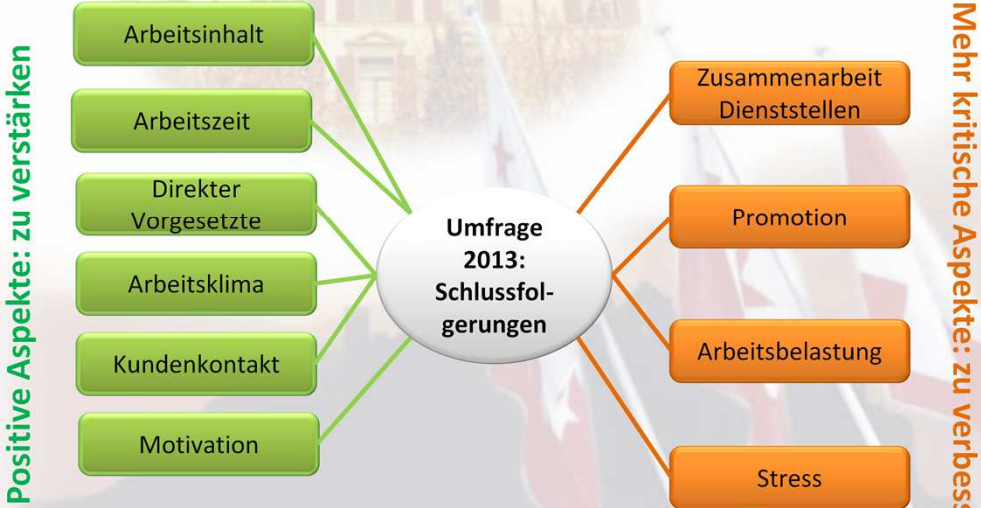 Positive Aspekte: zu verstärken
Arbeitsinhalt
Arbeitszeit
Direkter
Vorgesetzte
Arbeitsklima
Kundenkontakt
Motivation
Umfrage
2013:
Schlussfol-
gerungen
Zusammenarbeit
Dienststellen
Promotion
Arbeitsbelastung
Stress
Mehr kritische Aspekte: zu verbess